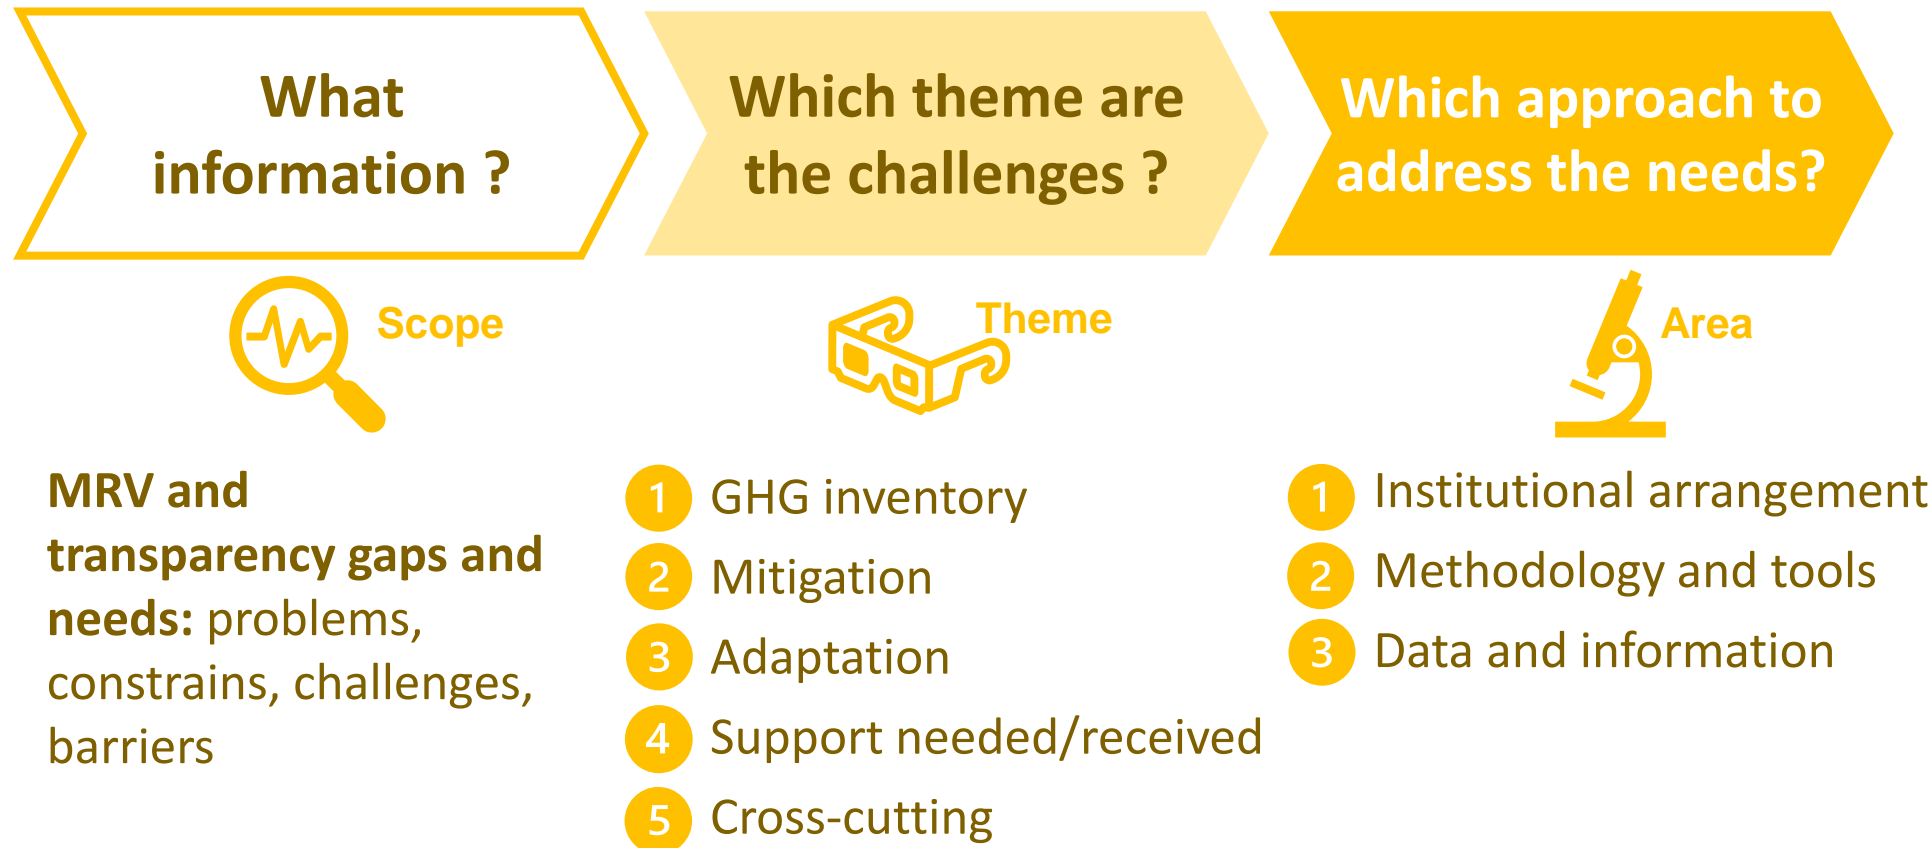 What
information ?
Scope
MRV and
transparency gaps and
needs: problems,
constrains, challenges,
barriers
Which theme are
the challenges ?
Theme
1 GHG inventory
2 Mitigation
3 Adaptation
4 Support needed/received
5 Cross-cutting
Which approach to
address the needs?
Area
1 Institutional arrangement
2 Methodology and tools
3 Data and information